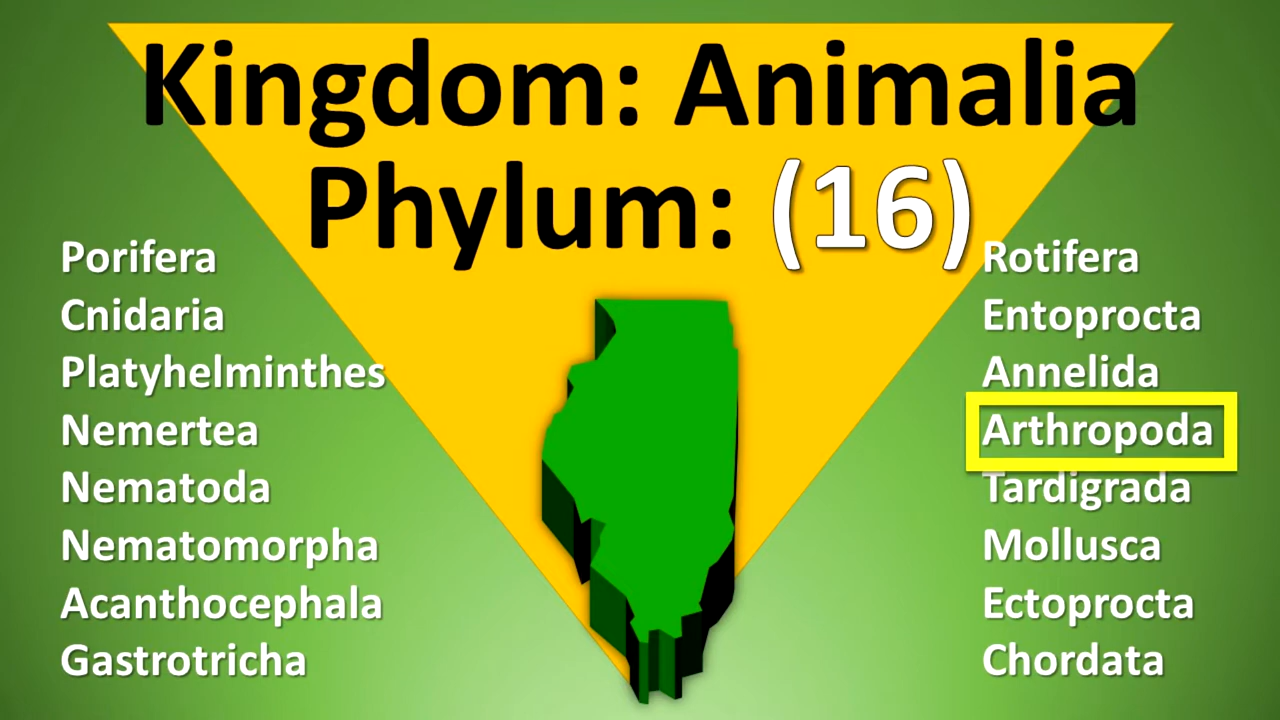 Kingdom: Animalia
Phylum: (16)
Porifera
Cnidaria
Platyhelminthes
Nemertea
Nematoda
Nematomorpha
Acanthocephala
Gastrotricha
Rotifera
Entoprocta
Annelida
Arthropoda
Tardigrada
Mollusca
Ectoprocta
Chordata